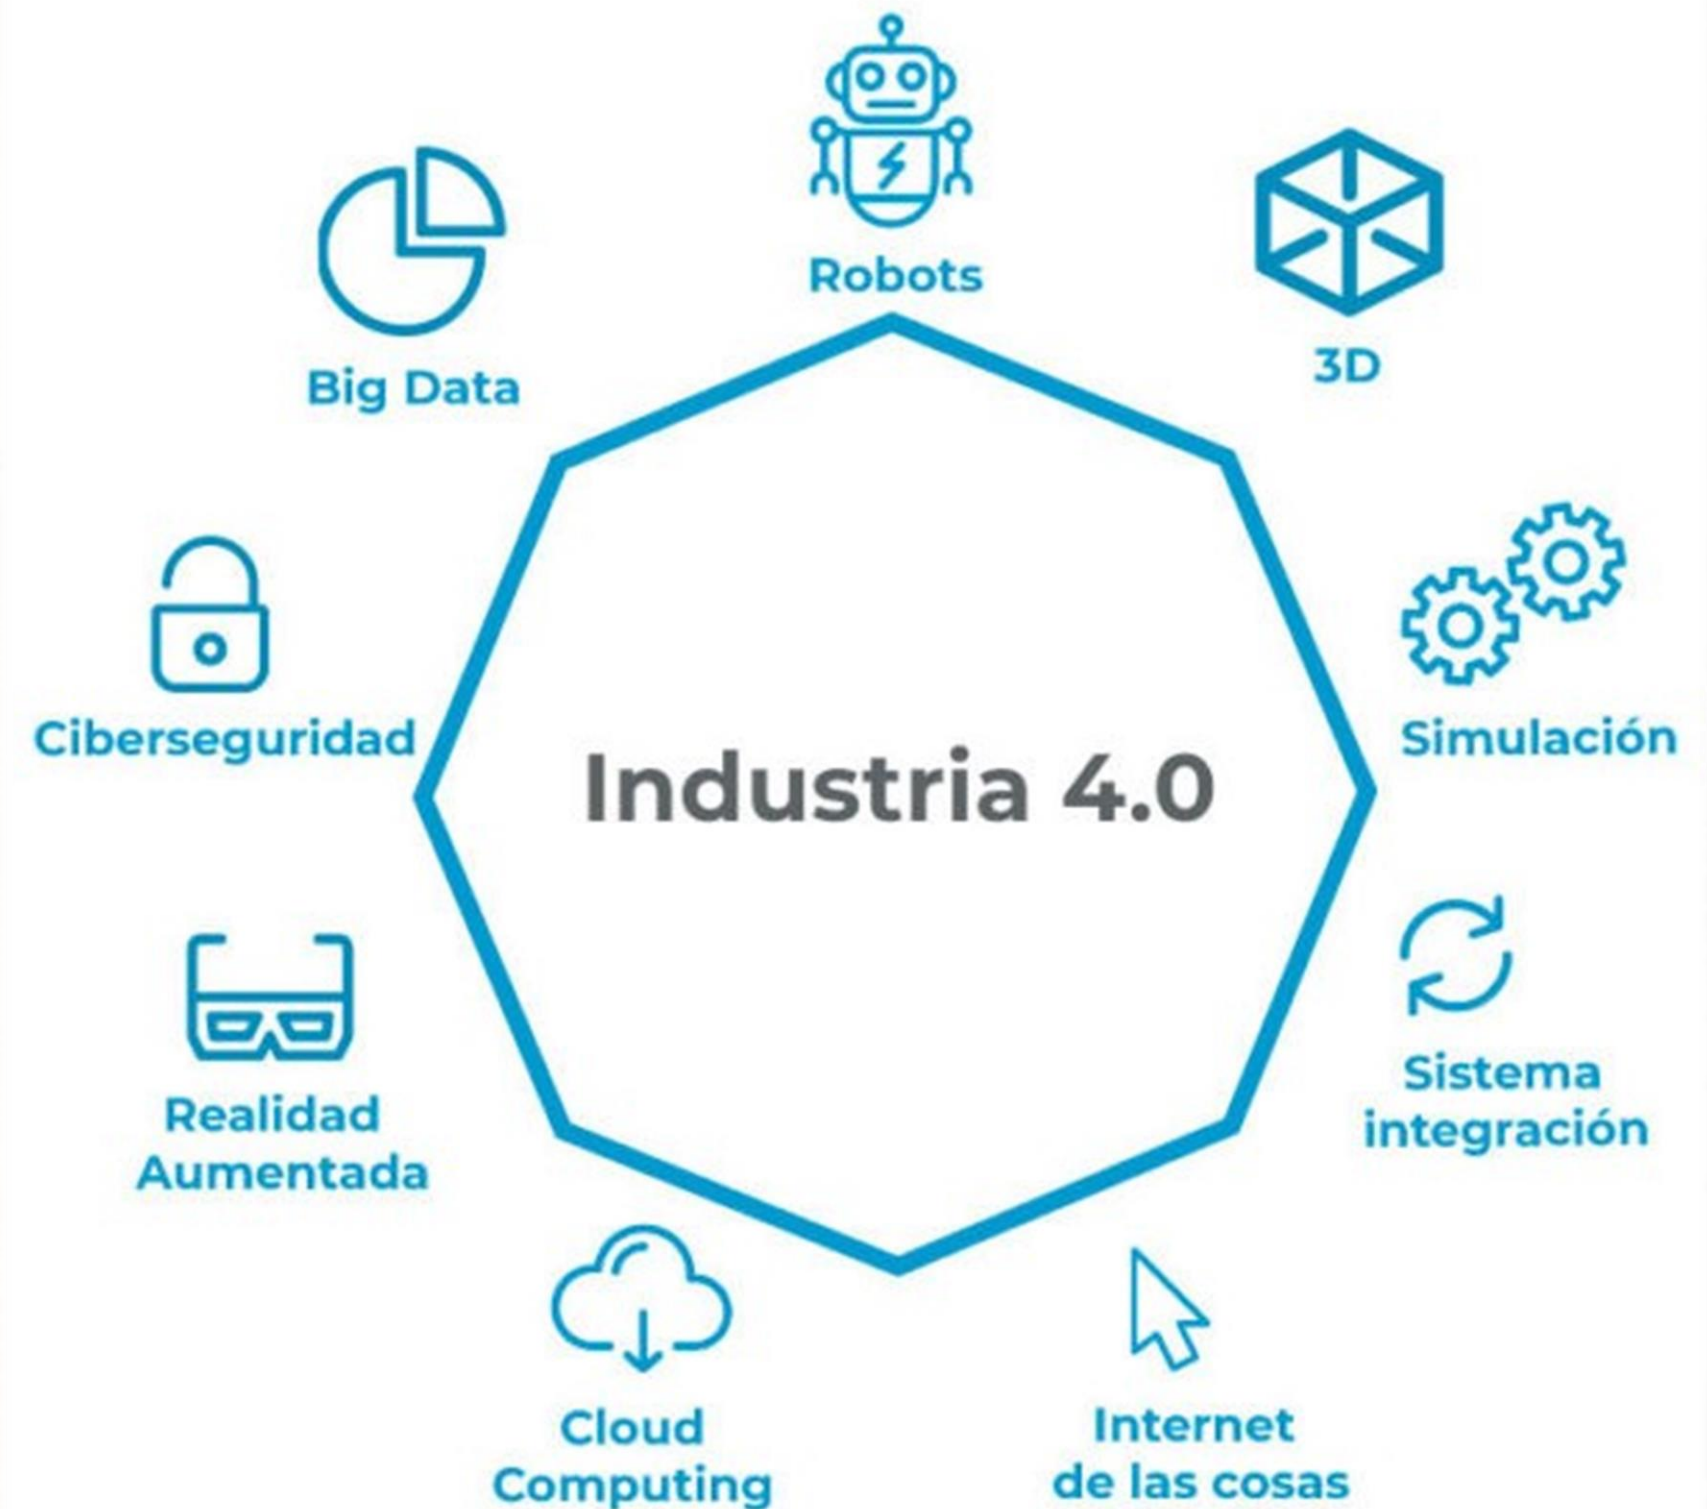 Robots
3D
Big Data
Simulación
Ciberseguridad
Industria 4.0
Sistema
integración
Realidad
Aumentada
Internet
de las cosas
Cloud
Computing